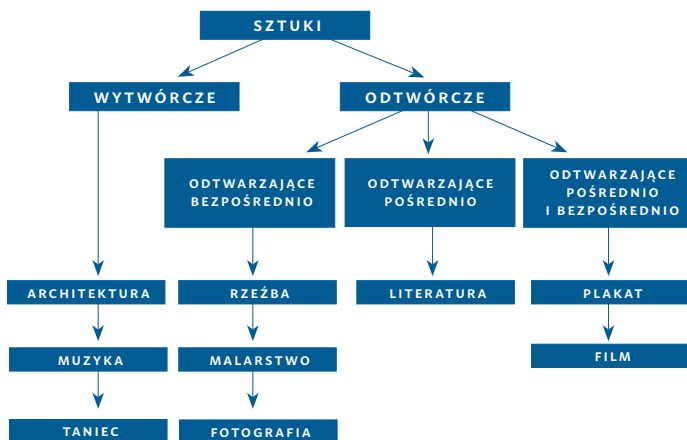 SZTUKI
WYTWÓRCZE
ODTWÓRCZE
ODTWARZAJĄCE
BEZPOŚREDNIO
ODTWARZAJĄCE
POŚREDNIO
ODTWARZAJĄCE
POŚREDNIO
I BEZPOŚREDNIO
ARCHITEKTURA
RZEŹBA
LITERATURA
PLAKAT
MUZYKA
MALARSTWO
FILM
TANIEC
FOTOGRAFIA